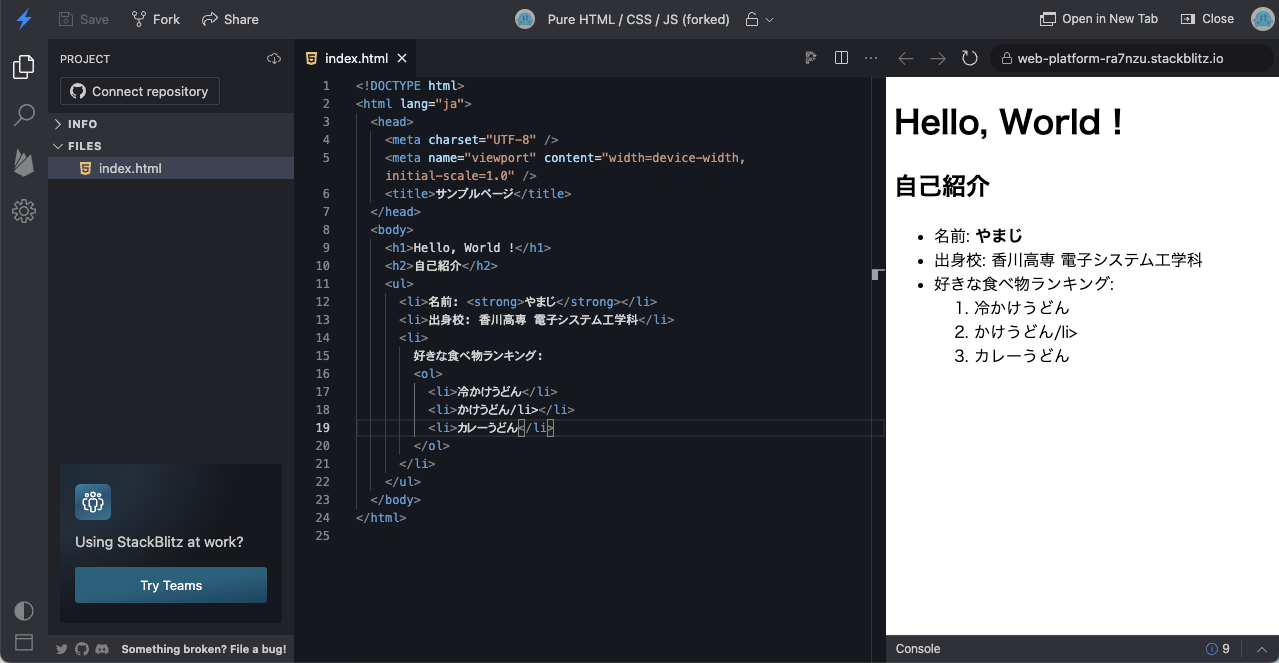 Save
Fork
Share
Pure HTML / CSS / JS (forked)
Open in New Tab
Close
PROJECT
Connect repository
INFO
FILES
index.html
Using StackBlitz at work?
Try Teams
Something broken? File a bug!
index.html
1 <!DOCTYPE html>
2 <html lang="ja">
3 <head>
4 <meta charset="UTF-8" />
5 <meta name="viewport" content="width=device-width,
initial-scale=1.0" />
6 <title>サンプルページ</title>
7 </head>
8 <body>
9 <h1>Hello, World !</h1>
10 <h2>自己紹介</h2>
11 <ul>
12 <li>名前: <strong>やまじ</strong></li>
13 <li>出身校: 香川高専 電子システム工学科</li>
14 <li>
15 好きな食べ物ランキング:
16 <ol>
17 <li>冷かけうどん</li>
18 <li>かけうどん/li></li>
19 <li>カレーうどん</li>
20 </ol>
21 </li>
22 </ul>
23 </body>
24 </html>
25
web-platform-ra7nzu.stackblitz.io
Hello, World !
自己紹介
• 名前: やまじ
• 出身校: 香川高専 電子システム工学科
• 好きな食べ物ランキング:
1. 冷かけうどん
2. かけうどん/li>
3. カレーうどん
Console
9